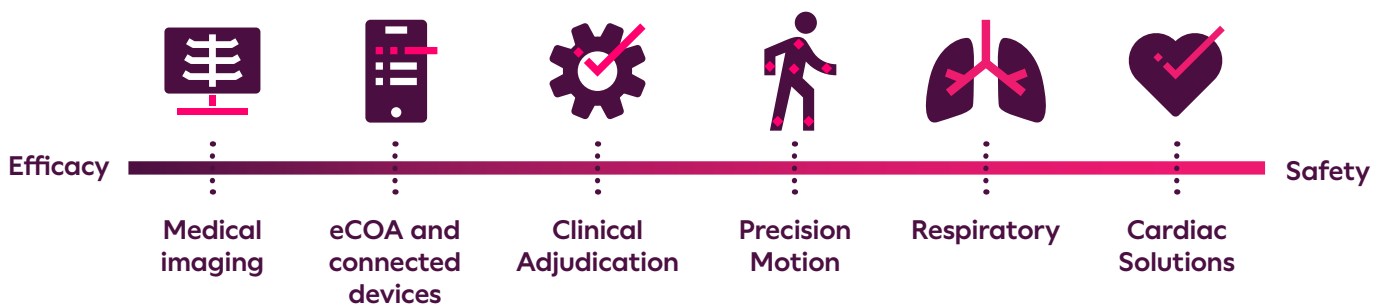 Efficacy
Safety
Medical
imaging
eCOA and
connected
devices
Clinical
Adjudication
Precision
Motion
Respiratory
Cardiac
Solutions